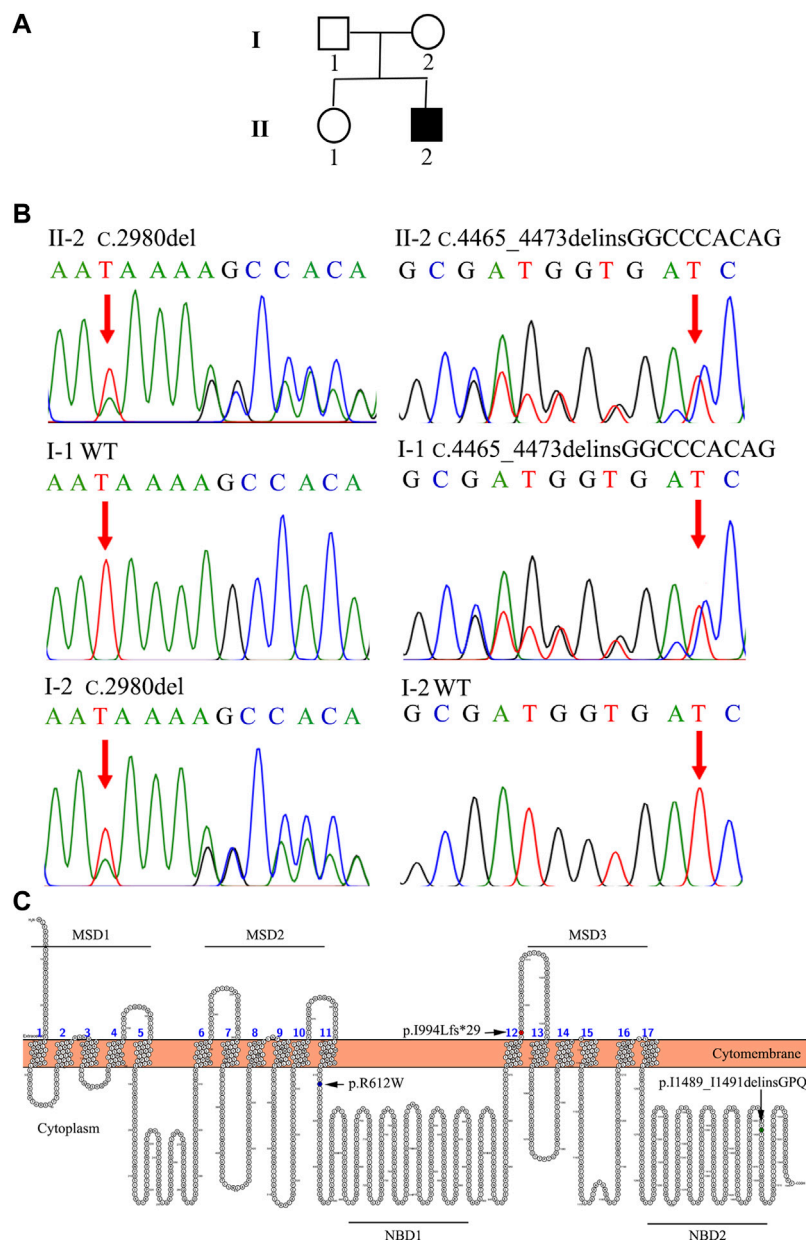 A
I
1
2
II
1
2
B
II-2 c.2980del
A A T A A A A G C C A C A
II-2 c.4465_4473delinsGGCCCACAG
G C G A T G G T G A T C
I-1 WT
A A T A A A A G C C A C A
I-1 c.4465_4473delinsGGCCCACAG
G C G A T G G T G A T C
I-2 c.2980del
A A T A A A A G C C A C A
I-2 WT
G C G A T G G T G A T C
C
MSD1
MSD2
MSD3
p.I994Lfs*29
1 2 3 4 5 6 7 8 9 10 11 12 13 14 15 16 17
Cytomembrane
p.R612W
p.I1489_I1491delinsGPQ
Cytoplasm
NBD1
NBD2